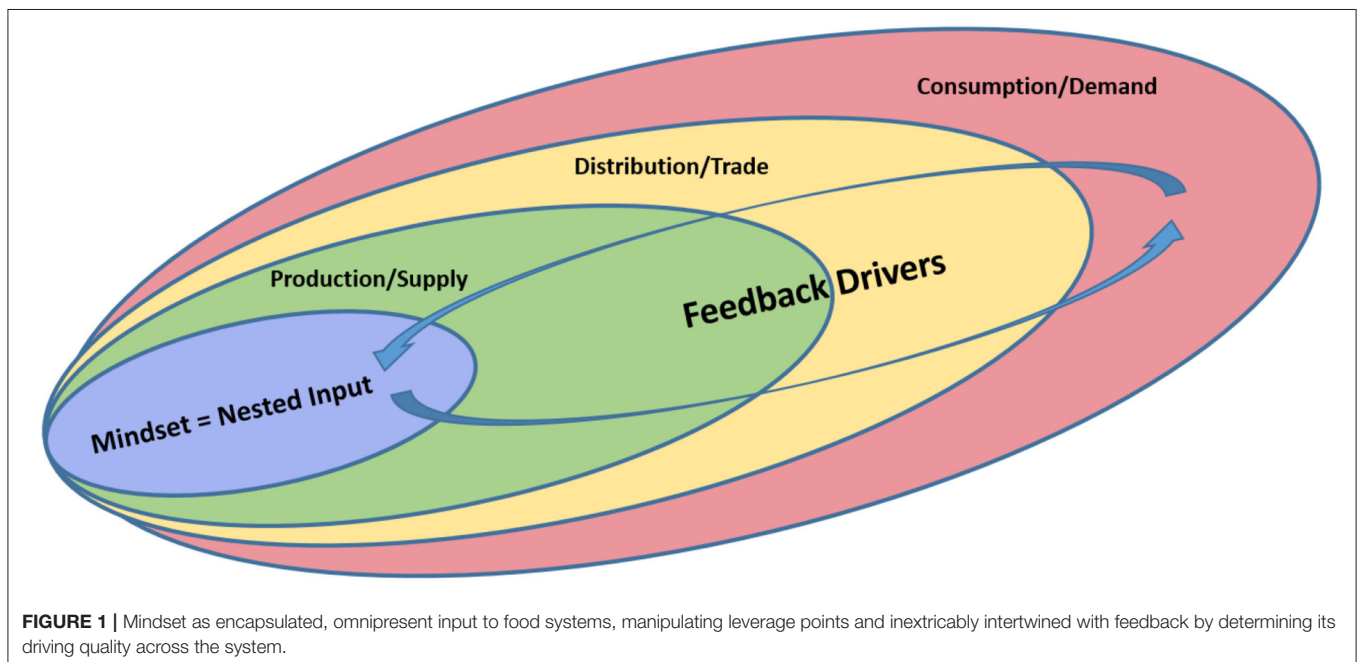 Consumption/Demand
Distribution/Trade
Production/Supply
Feedback Drivers
Mindset = Nested Input
FIGURE 1 | Mindset as encapsulated, omnipresent input to food systems, manipulating leverage points and inextricably intertwined with feedback by determining its
driving quality across the system.